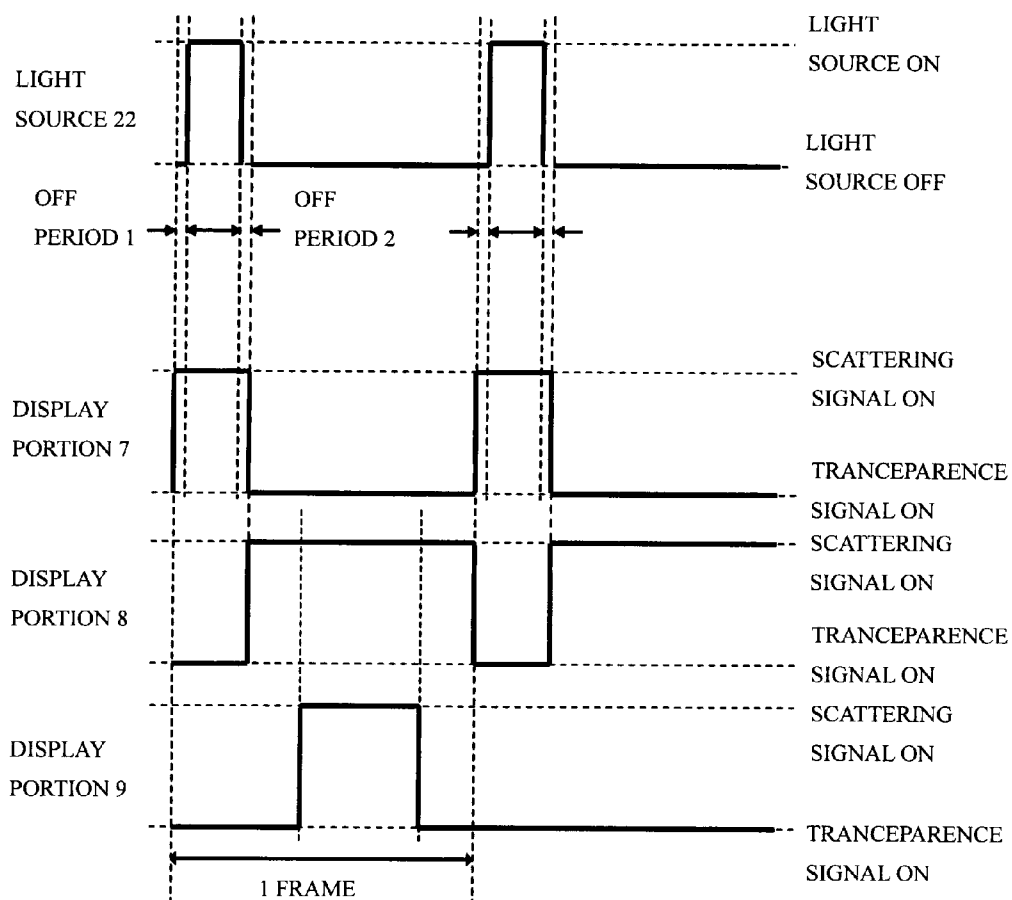 LIGHT
SOURCE ON
LIGHT
SOURCE 22
LIGHT
SOURCE OFF
OFF
PERIOD 1
OFF
PERIOD 2
SCATTERING
SIGNAL ON
DISPLAY
PORTION 7
TRANCEPARENCE
SIGNAL ON
SCATTERING
SIGNAL ON
DISPLAY
PORTION 8
TRANCEPARENCE
SIGNAL ON
SCATTERING
SIGNAL ON
DISPLAY
PORTION 9
TRANCEPARENCE
SIGNAL ON
1 FRAME